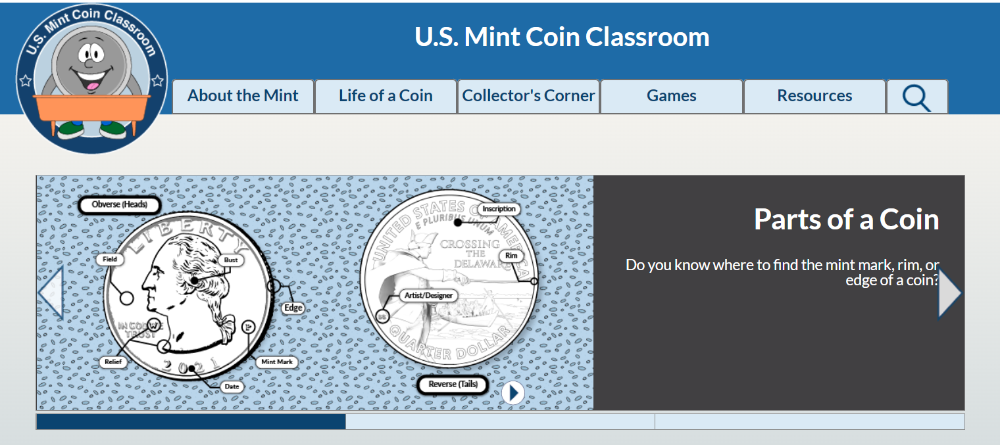 U.S. Mint Coin Classroom
U.S. Mint Coin Classroom
About the Mint
Life of a Coin
Collector's Corner
Games
Resources
Obverse (Heads)
LIBERTY
Field
Bust
Edge
IN GOD WE
TRUST
Relief
P
Mint Mark
2021
Date
UNITED STATES OF AMERICA
Inscription
E PLURIBUS UNUM
CROSSING
THE
DELAWARE
Rim
Artist/Designer
QUARTER DOLLAR
Reverse (Tails)
Parts of a Coin
Do you know where to find the mint mark, rim, or
edge of a coin?